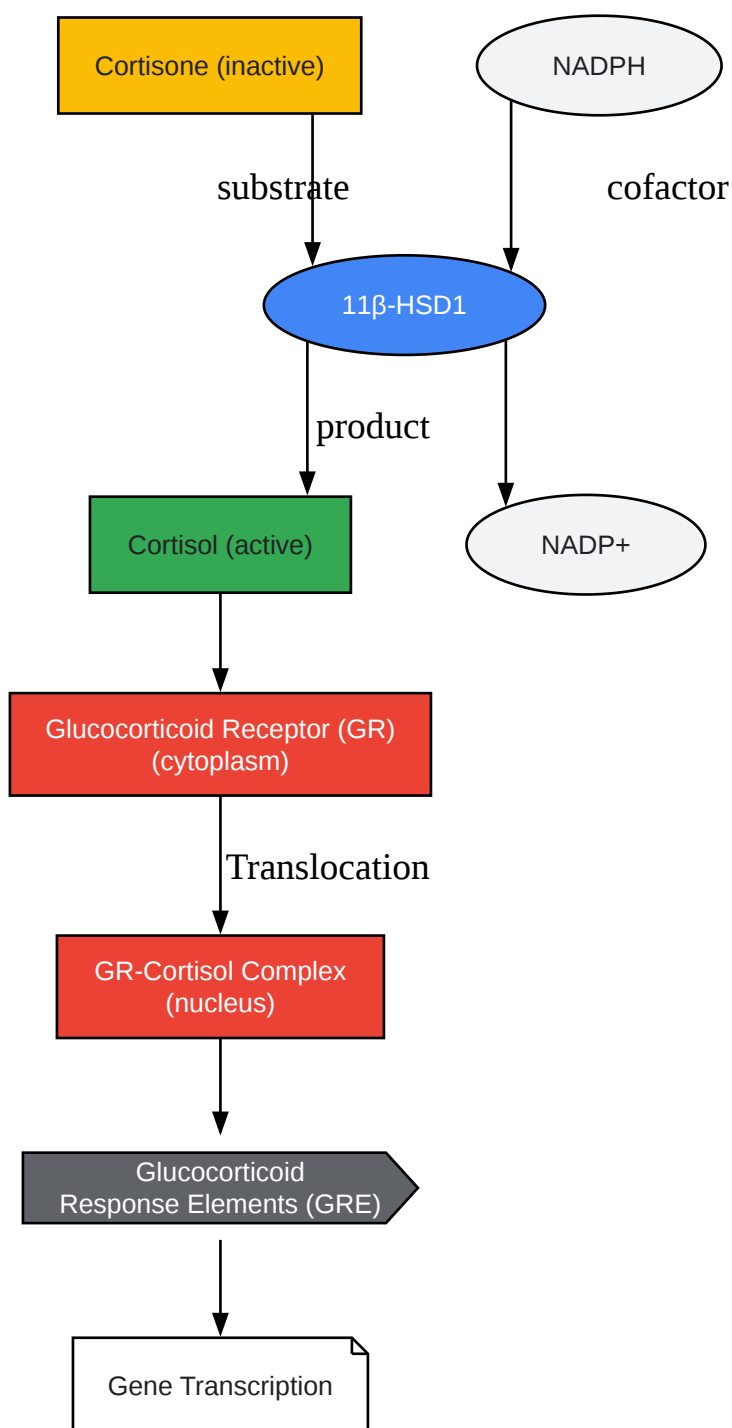 Cortisone (inactive)
NADPH
substrate
cofactor
11β-HSD1
product
Cortisol (active)
NADP+
Glucocorticoid Receptor (GR)
(cytoplasm)
Translocation
GR-Cortisol Complex
(nucleus)
Glucocorticoid
Response Elements (GRE)
Gene Transcription